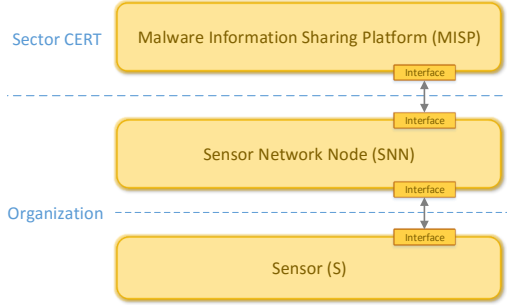 Sector CERT
Malware Information Sharing Platform (MISP)
Interface
Interface
Sensor Network Node (SNN)
Interface
Organization
Interface
Sensor (S)